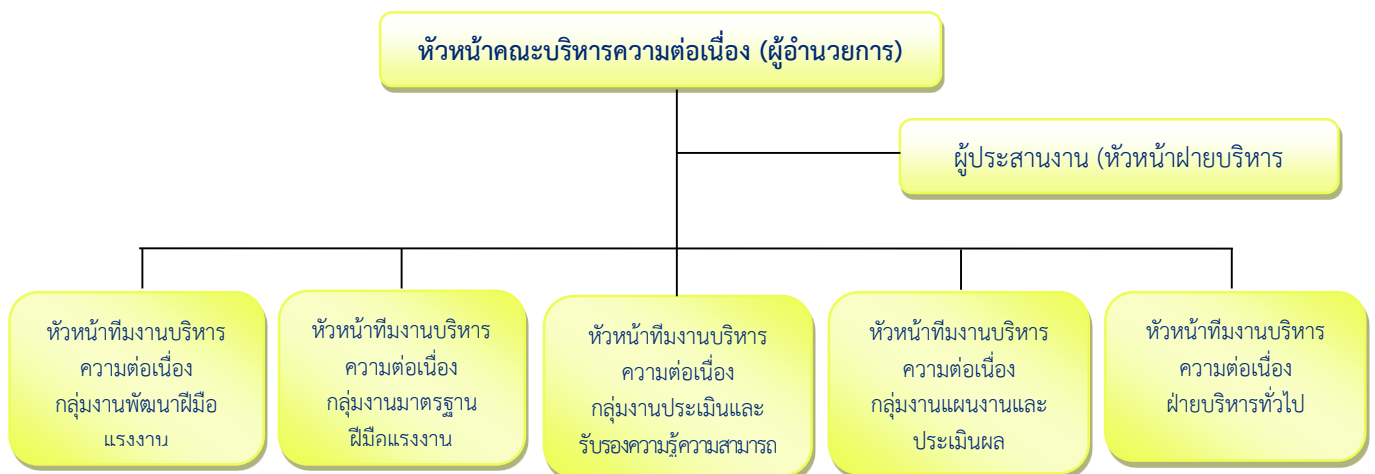 หัวหน้าคณะบริหารความต่อเนื่อง (ผู้อำนวยการ)
ผู้ประสานงาน (หัวหน้าฝ่ายบริหาร
หัวหน้าทีมงานบริหาร
ความต่อเนื่อง
กลุ่มงานพัฒนาฝีมือ
แรงงาน
หัวหน้าทีมงานบริหาร
ความต่อเนื่อง
กลุ่มงานมาตรฐาน
ฝีมือแรงงาน
หัวหน้าทีมงานบริหาร
ความต่อเนื่อง
กลุ่มงานประเมินและ
รับรองความรู้ความสามารถ
หัวหน้าทีมงานบริหาร
ความต่อเนื่อง
กลุ่มงานแผนงานและ
ประเมินผล
หัวหน้าทีมงานบริหาร
ความต่อเนื่อง
ฝ่ายบริหารทั่วไป